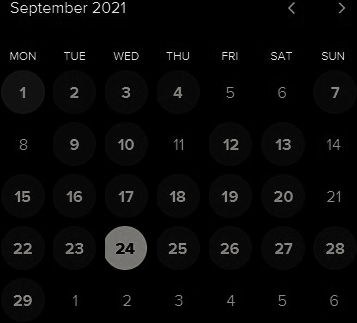 September 2021 < >
MON TUE WED THU FRI SAT SUN
1 2 3 4 5 6 7
8 9 10 11 12 13 14
15 16 17 18 19 20 21
22 23 24 25 26 27 28
29 1 2 3 4 5 6